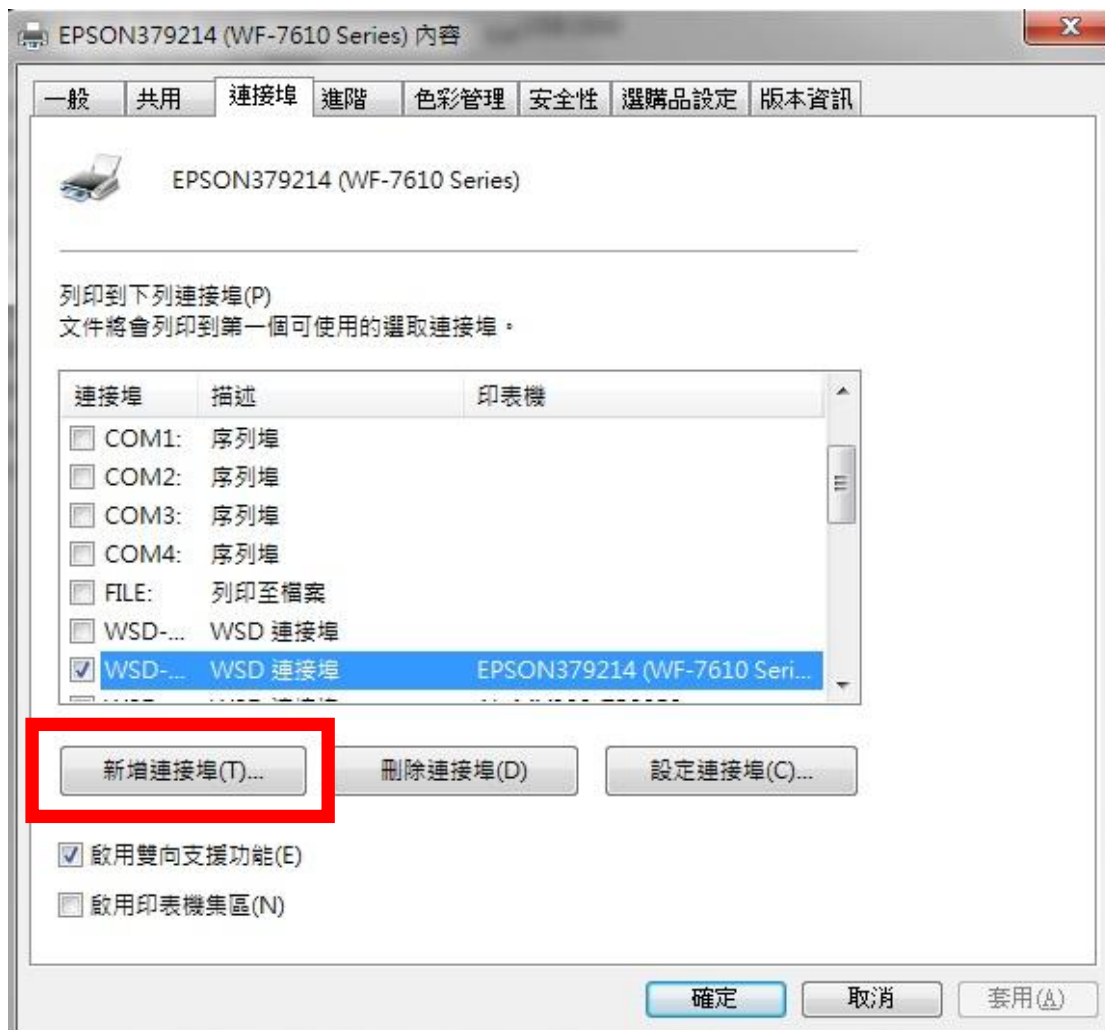 EPSON379214 (WF-7610 Series) 內容
一般 共用 連接埠 進階 色彩管理 安全性 選購品設定 版本資訊
EPSON379214 (WF-7610 Series)
列印到下列連接埠(P)
文件將會列印到第一個可使用的選取連接埠。
連接埠 描述 印表機
COM1: 序列埠
COM2: 序列埠
COM3: 序列埠
COM4: 序列埠
FILE: 列印至檔案
WSD-... WSD 連接埠
WSD-... WSD 連接埠 EPSON379214 (WF-7610 Seri...
新增連接埠(T)... 刪除連接埠(D) 設定連接埠(C)...
啟用雙向支援功能(E)
啟用印表機集區(N)
確定 取消 套用(A)